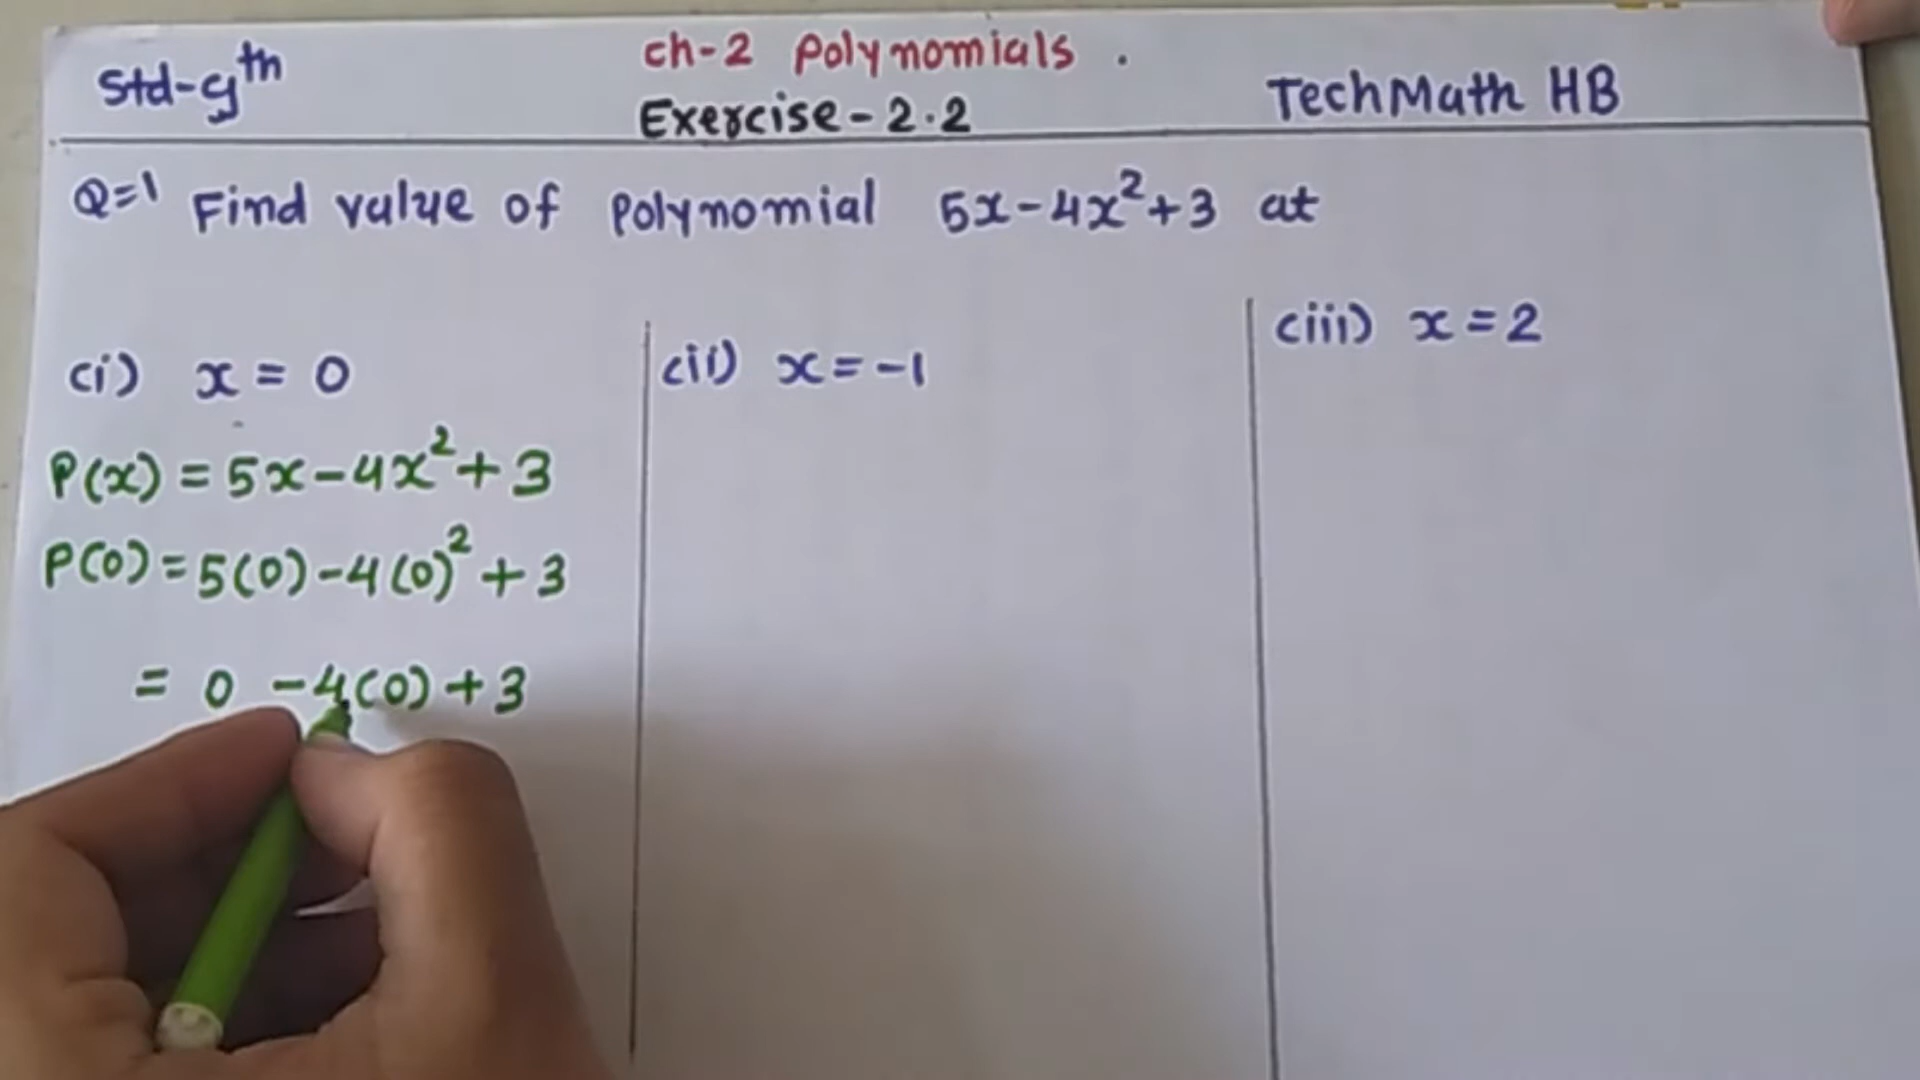 Std-9th
ch-2 Polynomials.
Exercise-2.2
TechMath HB
Q=1 Find value of Polynomial 5x-4x²+3 at
(i) x = 0
P(x) = 5x-4x²+3
P(0) = 5(0)-4(0)²+3
= 0 -4(0)+3
(ii) x = -1
(iii) x = 2